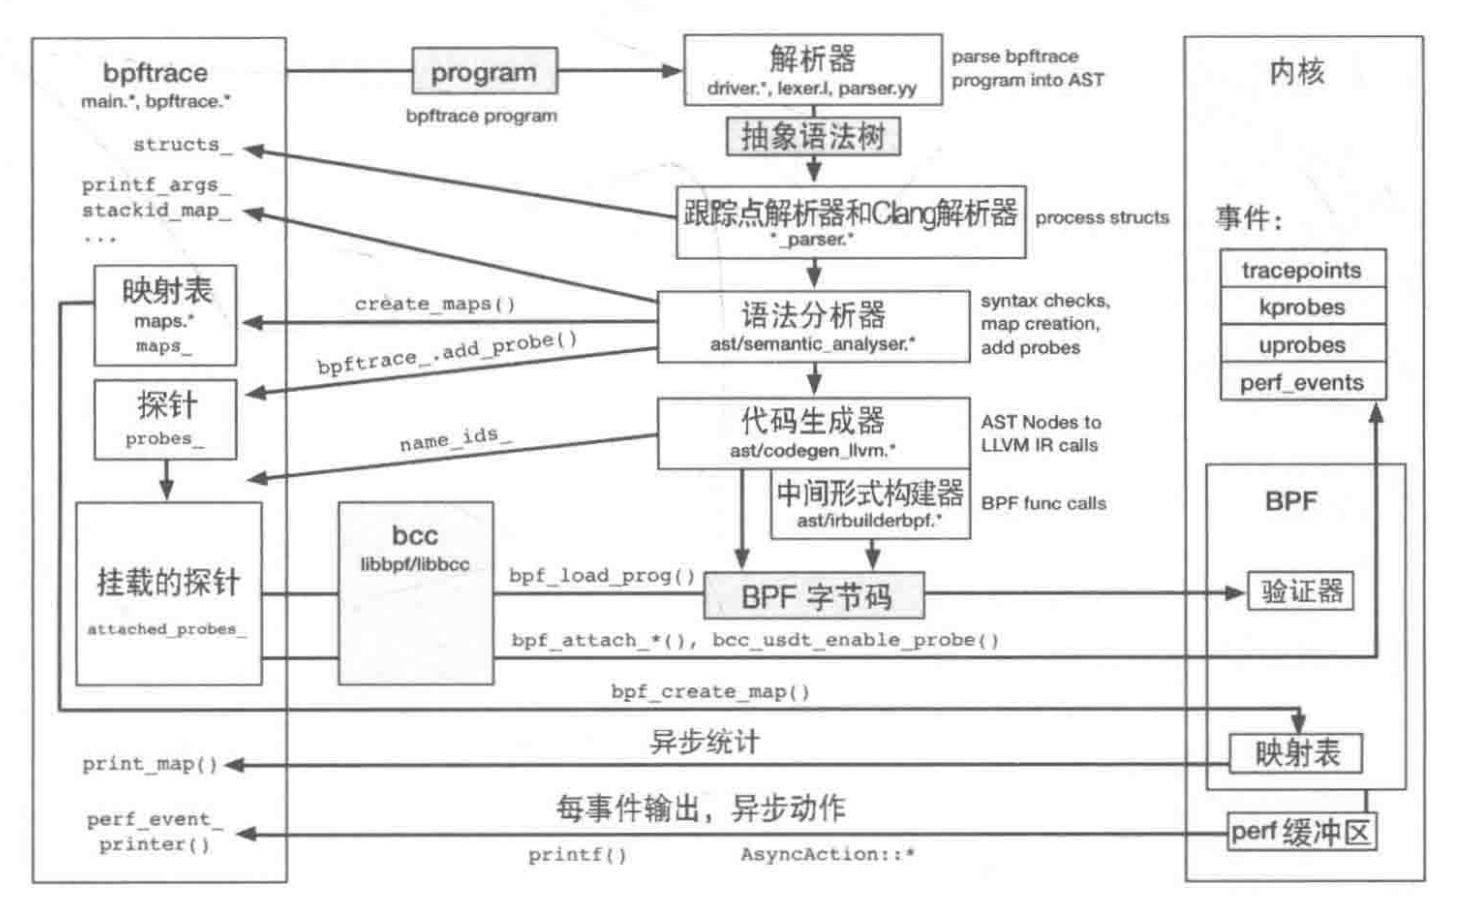 bpftrace
main.*, bpftrace.*
structs_
printf_args_
stackid_map_
...
映射表
maps.*
maps_
探针
probes_
挂载的探针
attached_probes_
print_map()
perf_event_
printer()
program
bpftrace program
解析器
driver.*, lexer.l, parser.yy
parse bpftrace
program into AST
抽象语法树
跟踪点解析器和Clang解析器
*_parser.*
process structs
create_maps()
bpftrace_.add_probe()
语法分析器
ast/semantic_analyser.*
syntax checks,
map creation,
add probes
name_ids_
代码生成器
ast/codegen_llvm.*
AST Nodes to
LLVM IR calls
中间形式构建器
ast/irbuilderbpf.*
BPF func calls
bcc
libbpf/libbcc
bpf_load_prog()
BPF 字节码
bpf_attach_*(), bcc_usdt_enable_probe()
bpf_create_map()
异步统计
每事件输出，异步动作
printf()
AsyncAction::*
内核
事件：
tracepoints
kprobes
uprobes
perf_events
BPF
验证器
映射表
perf 缓冲区